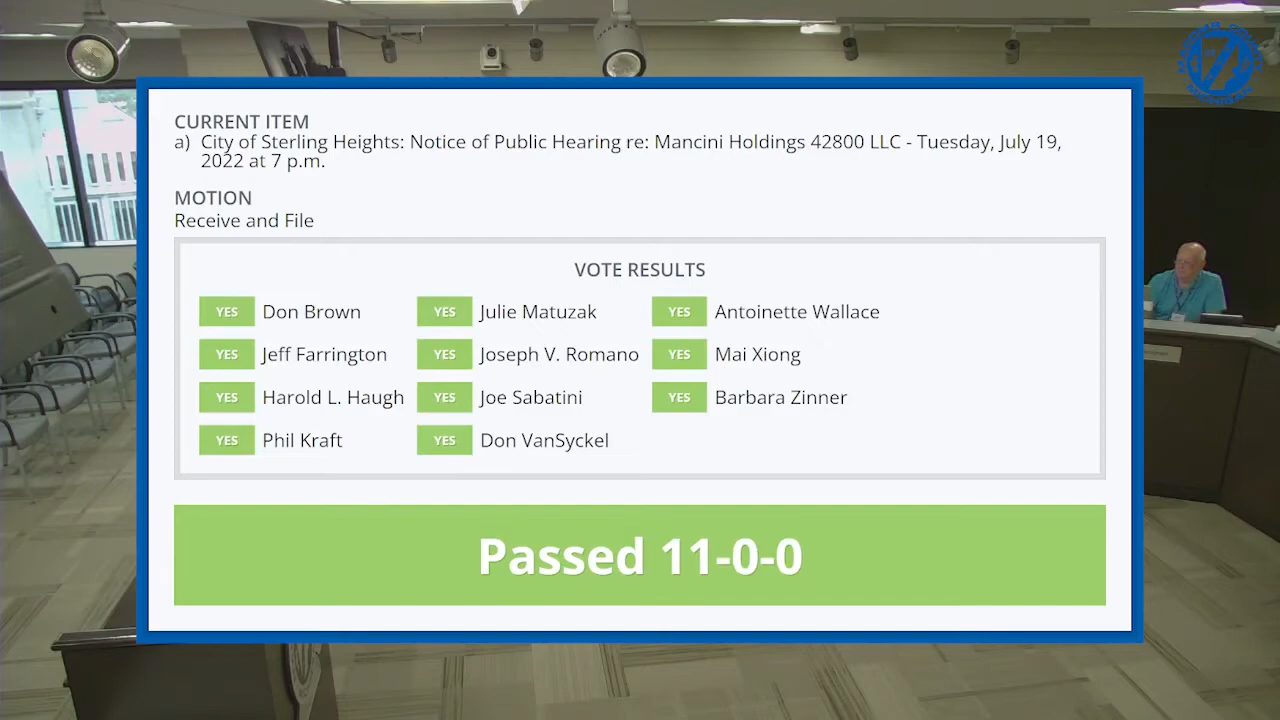 CURRENT ITEM
a) City of Sterling Heights: Notice of Public Hearing re: Mancini Holdings 42800 LLC - Tuesday, July 19,
2022 at 7 p.m.
MOTION
Receive and File
VOTE RESULTS
YES Don Brown YES Julie Matuzak YES Antoinette Wallace
YES Jeff Farrington YES Joseph V. Romano YES Mai Xiong
YES Harold L. Haugh YES Joe Sabatini YES Barbara Zinner
YES Phil Kraft YES Don VanSyckel
Passed 11-0-0